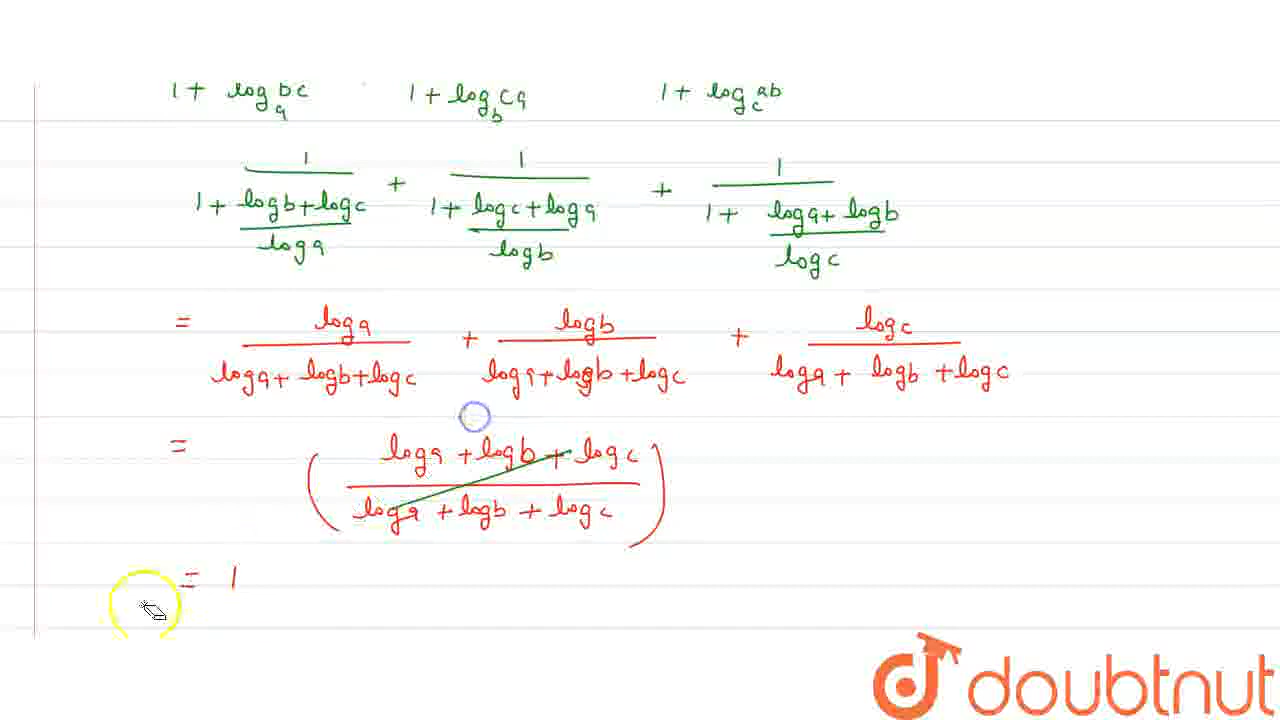 1 + log_a bc 1 + log_b ca 1 + log_c ab
1/(1 + (log b + log c)/(log a)) + 1/(1 + (log c + log a)/(log b)) + 1/(1 + (log a + log b)/(log c))
= (log a)/(log a + log b + log c) + (log b)/(log a + log b + log c) + (log c)/(log a + log b + log c)
= ((log a + log b + log c)/(log a + log b + log c))
= 1
doubtnut